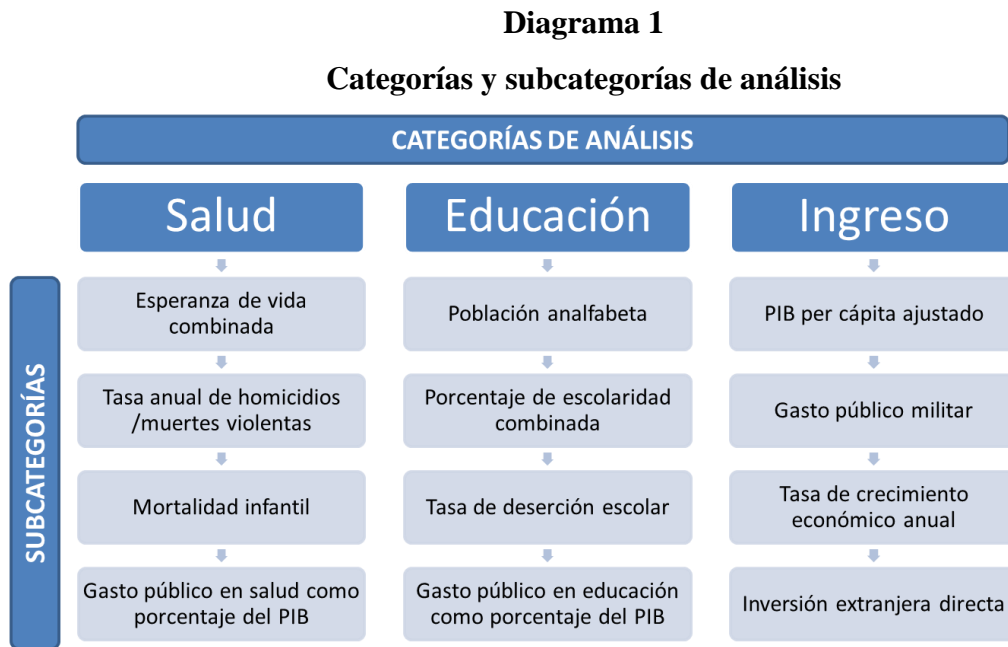 Diagrama 1
Categorías y subcategorías de análisis
CATEGORÍAS DE ANÁLISIS
Salud
Educación
Ingreso
SUBCATEGORÍAS
Esperanza de vida
combinada
Población analfabeta
PIB per cápita ajustado
Tasa anual de homicidios
/muertes violentas
Porcentaje de escolaridad
combinada
Gasto público militar
Mortalidad infantil
Tasa de deserción escolar
Tasa de crecimiento
económico anual
Gasto público en salud como
porcentaje del PIB
Gasto público en educación
como porcentaje del PIB
Inversión extranjera directa